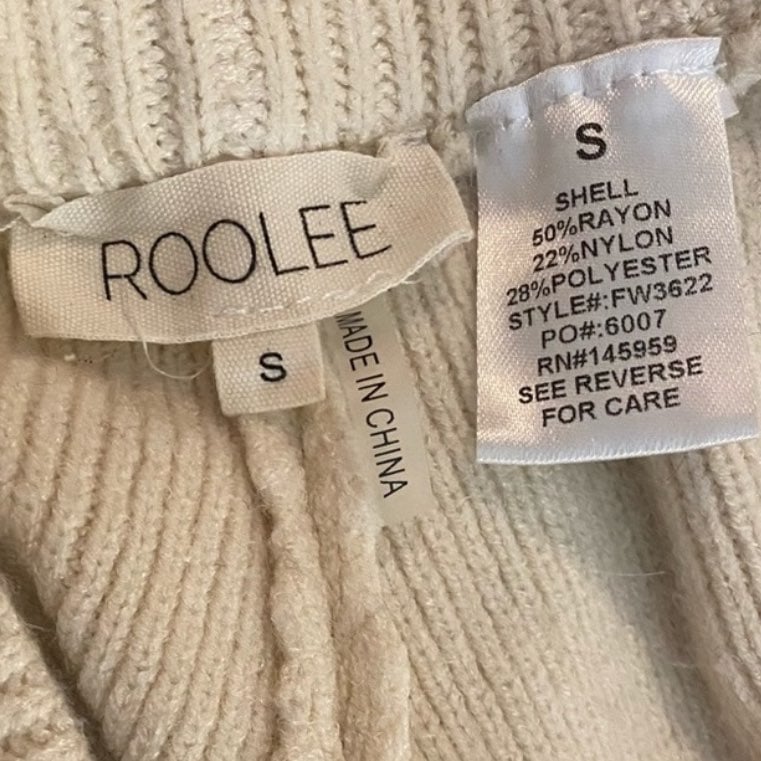 ROOLEE
S
MADE IN CHINA
S
SHELL
50%RAYON
22%NYLON
28%POLYESTER
STYLE#:FW3622
PO#:6007
RN#145959
SEE REVERSE
FOR CARE